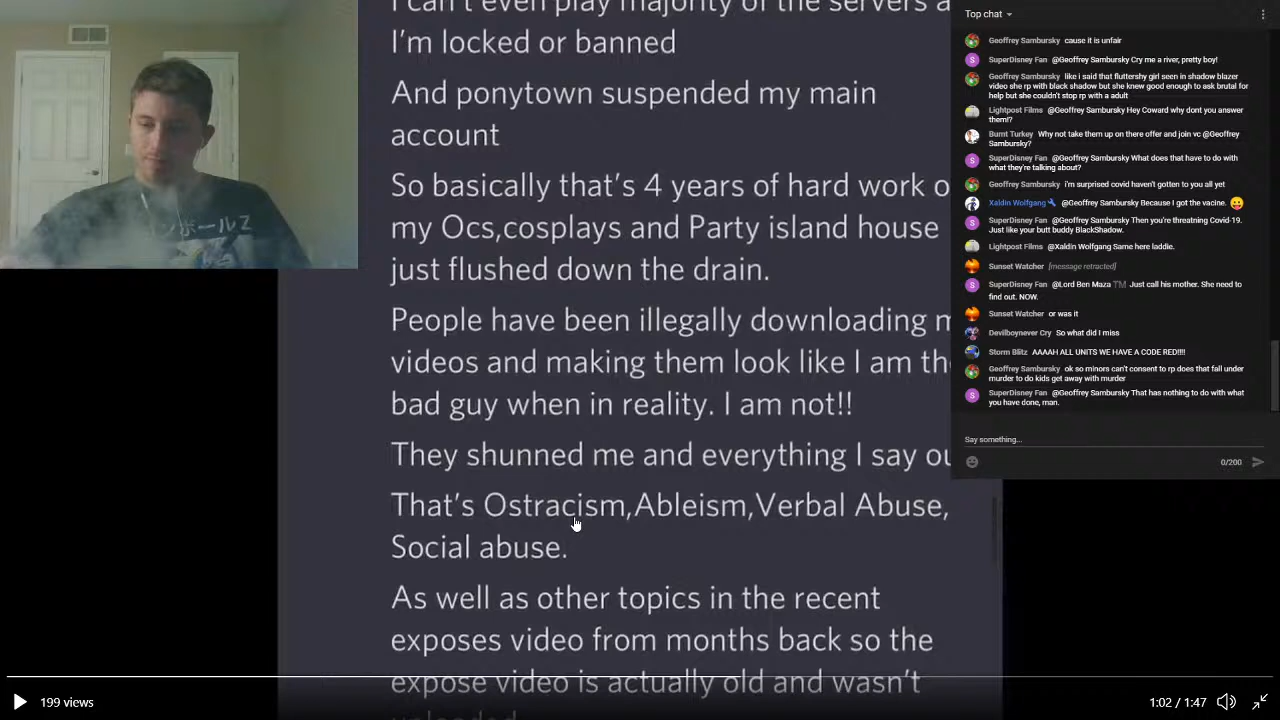 I can't even play majority of the servers a
I'm locked or banned
And ponytown suspended my main
account
So basically that's 4 years of hard work o
my Ocs,cosplays and Party island house
just flushed down the drain.
People have been illegally downloading m
videos and making them look like I am the
bad guy when in reality. I am not!!
They shunned me and everything I say ou
That's Ostracism,Ableism,Verbal Abuse,
Social abuse.
As well as other topics in the recent
exposes video from months back so the
expose video is actually old and wasn't
uploaded
Top chat
Geoffrey Sambursky cause it is unfair
SuperDisney Fan @Geoffrey Sambursky Cry me a river, pretty boy!
Geoffrey Sambursky like i said that fluttershy girl seen in shadow blazer
video she rp with black shadow but she knew good enough to ask brutal for
help but she couldn't stop rp with a adult
Lightpost Films @Geoffrey Sambursky Hey Coward why dont you answer
them!?
Burnt Turkey Why not take them up on there offer and join vc @Geoffrey
Sambursky?
SuperDisney Fan @Geoffrey Sambursky What does that have to do with
what they're talking about?
Geoffrey Sambursky i'm surprised covid haven't gotten to you all yet
Xaldin Wolfgang @Geoffrey Sambursky Because I got the vacine. 😛
SuperDisney Fan @Geoffrey Sambursky Then you're threatning Covid-19.
Just like your butt buddy BlackShadow.
Lightpost Films @Xaldin Wolfgang Same here laddie.
Sunset Watcher [message retracted]
SuperDisney Fan @Lord Ben Maza ™️ Just call his mother. She need to
find out. NOW.
Sunset Watcher or was it
Devilboynever Cry So what did I miss
Storm Blitz AAAAH ALL UNITS WE HAVE A CODE RED!!!!
Geoffrey Sambursky ok so minors can't consent to rp does that fall under
murder to do kids get away with murder
SuperDisney Fan @Geoffrey Sambursky That has nothing to do with what
you have done, man.
Say something...
0/200
199 views
1:02 / 1:47